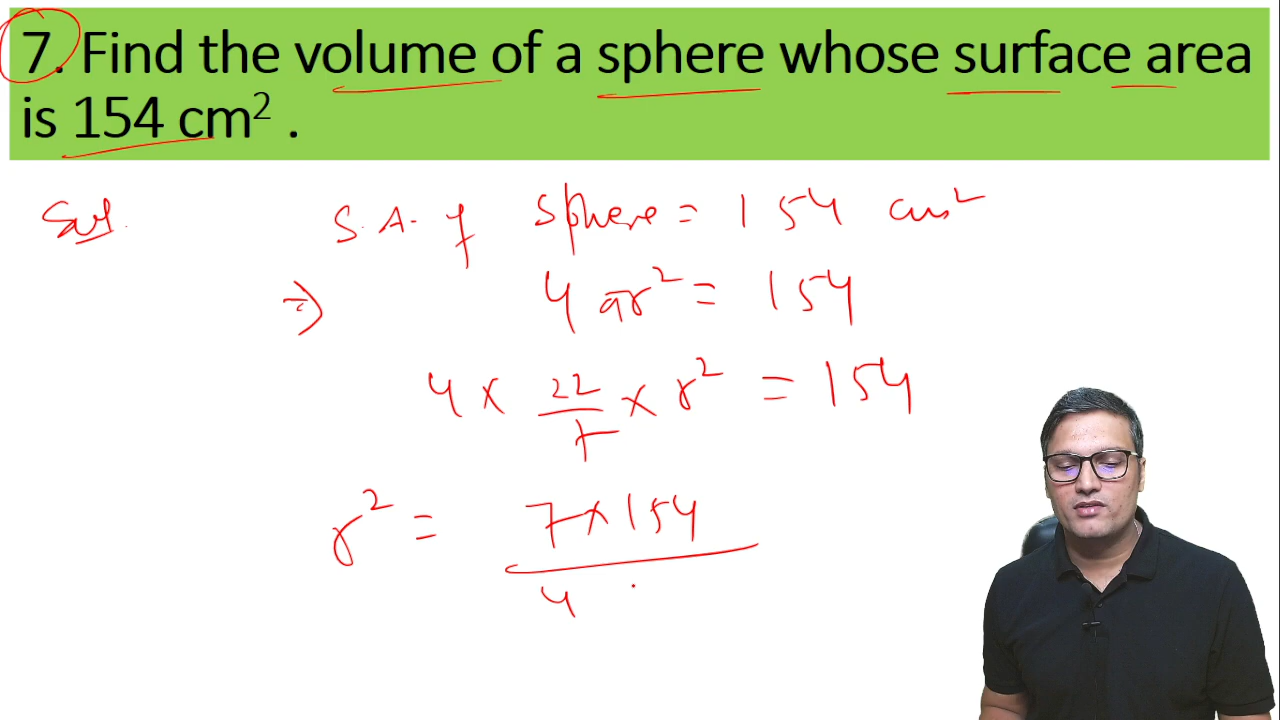 7. Find the volume of a sphere whose surface area
is 154 cm² .
Sol. S.A. of sphere = 154 cm²
⇒ 4πr² = 154
4 × 22/7 × r² = 154
r² = 7×154
4